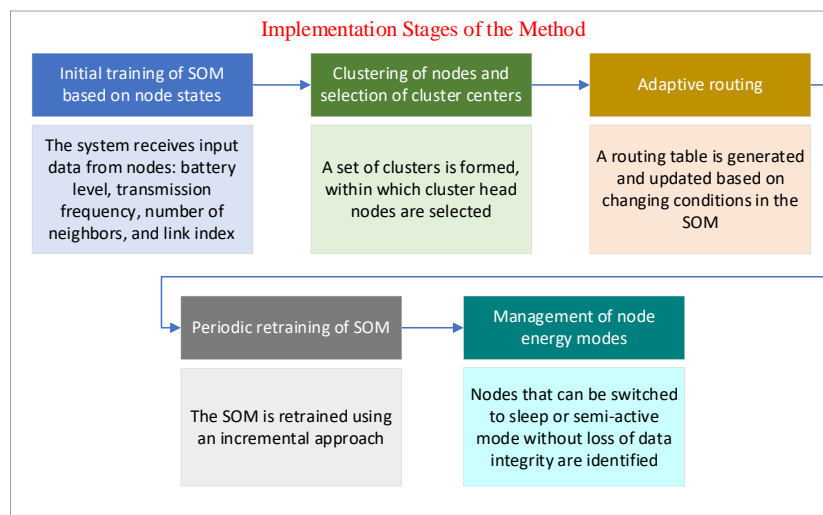 Implementation Stages of the Method
Initial training of SOM
based on node states
Clustering of nodes and
selection of cluster centers
Adaptive routing
The system receives input
data from nodes: battery
level, transmission
frequency, number of
neighbors, and link index
A set of clusters is formed,
within which cluster head
nodes are selected
A routing table is generated
and updated based on
changing conditions in the
SOM
Periodic retraining of SOM
Management of node
energy modes
The SOM is retrained using
an incremental approach
Nodes that can be switched
to sleep or semi-active
mode without loss of data
integrity are identified